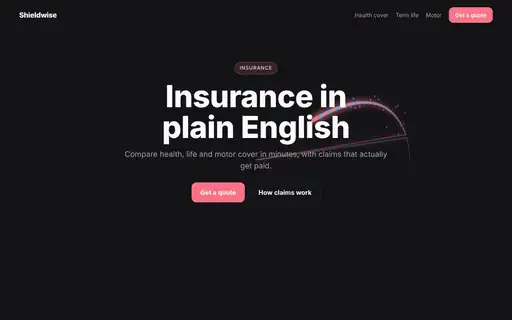 Shieldwise
Health cover Term life Motor Get a quote
INSURANCE
Insurance in
plain English
Compare health, life and motor cover in minutes, with claims that actually
get paid.
Get a quote How claims work